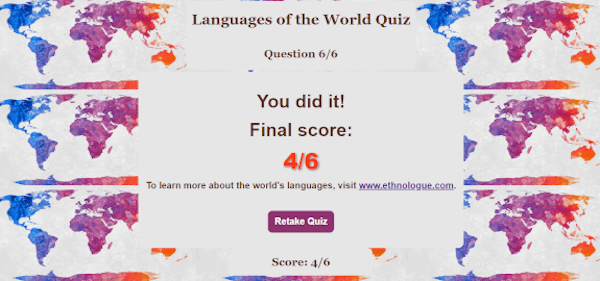 Languages of the World Quiz
Question 6/6
You did it!
Final score:
4/6
To learn more about the world's languages, visit www.ethnologue.com.
Retake Quiz
Score: 4/6